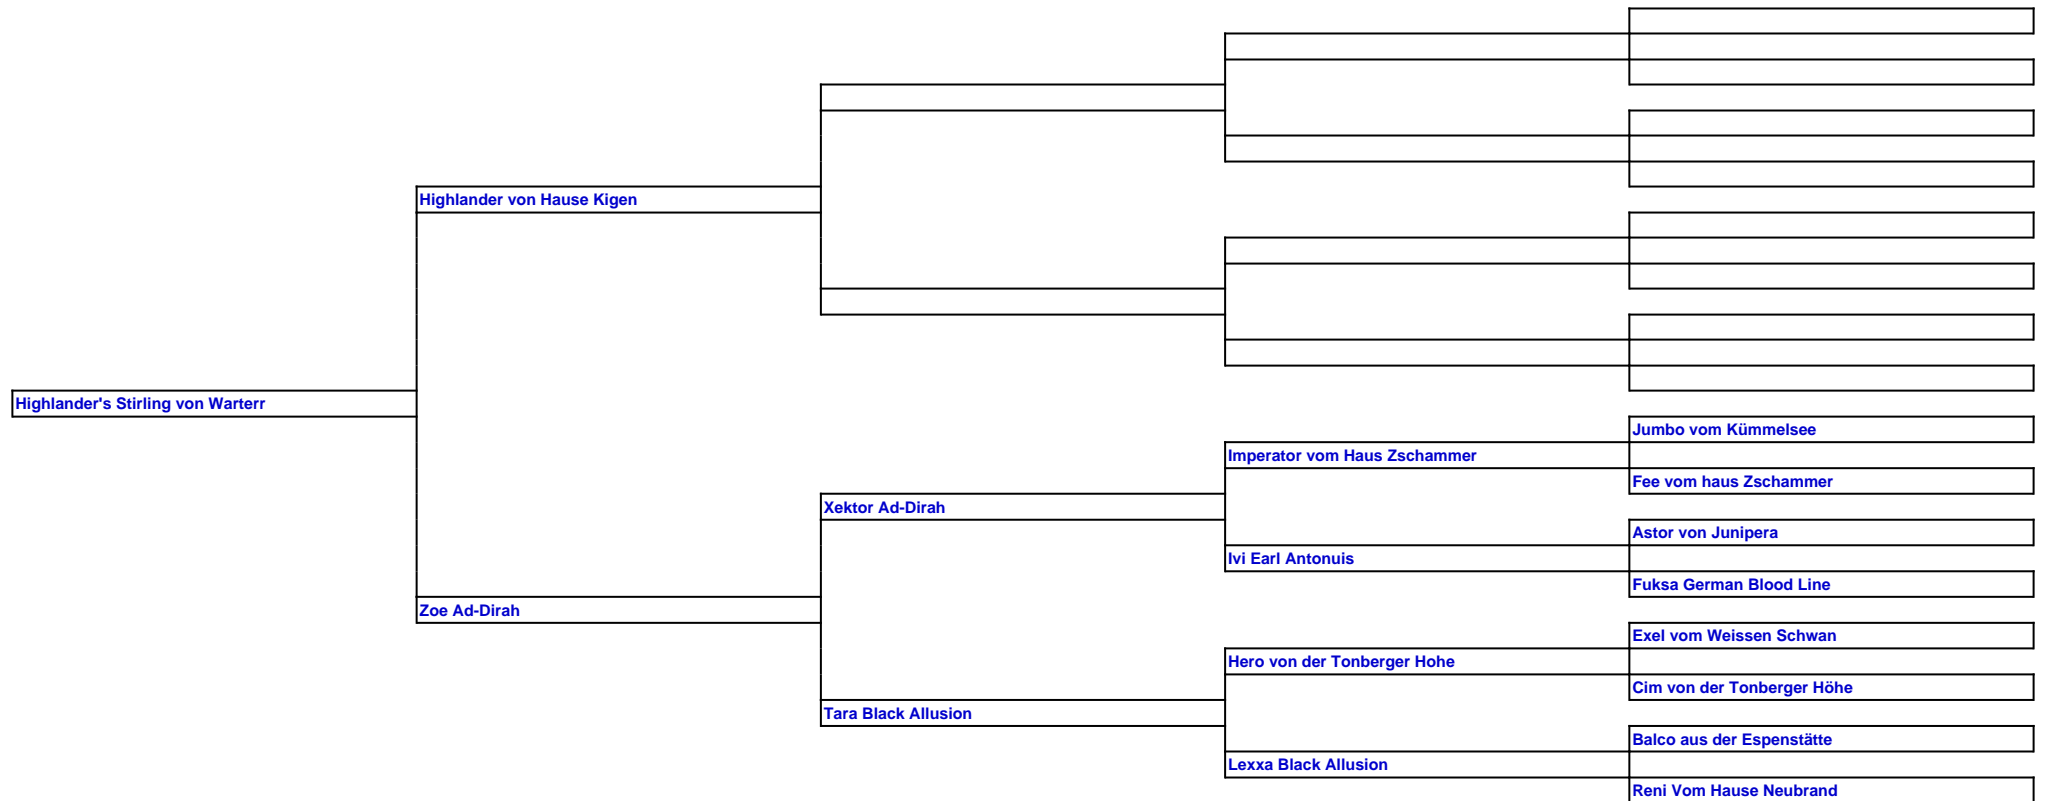 Highlander von Hause Kigen
Highlander's Stirling von Warterr
Jumbo vom Kümmelsee
Imperator vom Haus Zschammer
Fee vom haus Zschammer
Xektor Ad-Dirah
Astor von Junipera
Ivi Earl Antonuis
Fuksa German Blood Line
Zoe Ad-Dirah
Exel vom Weissen Schwan
Hero von der Tonberger Hohe
Cim von der Tonberger Höhe
Tara Black Allusion
Balco aus der Espenstätte
Lexxa Black Allusion
Reni Vom Hause Neubrand